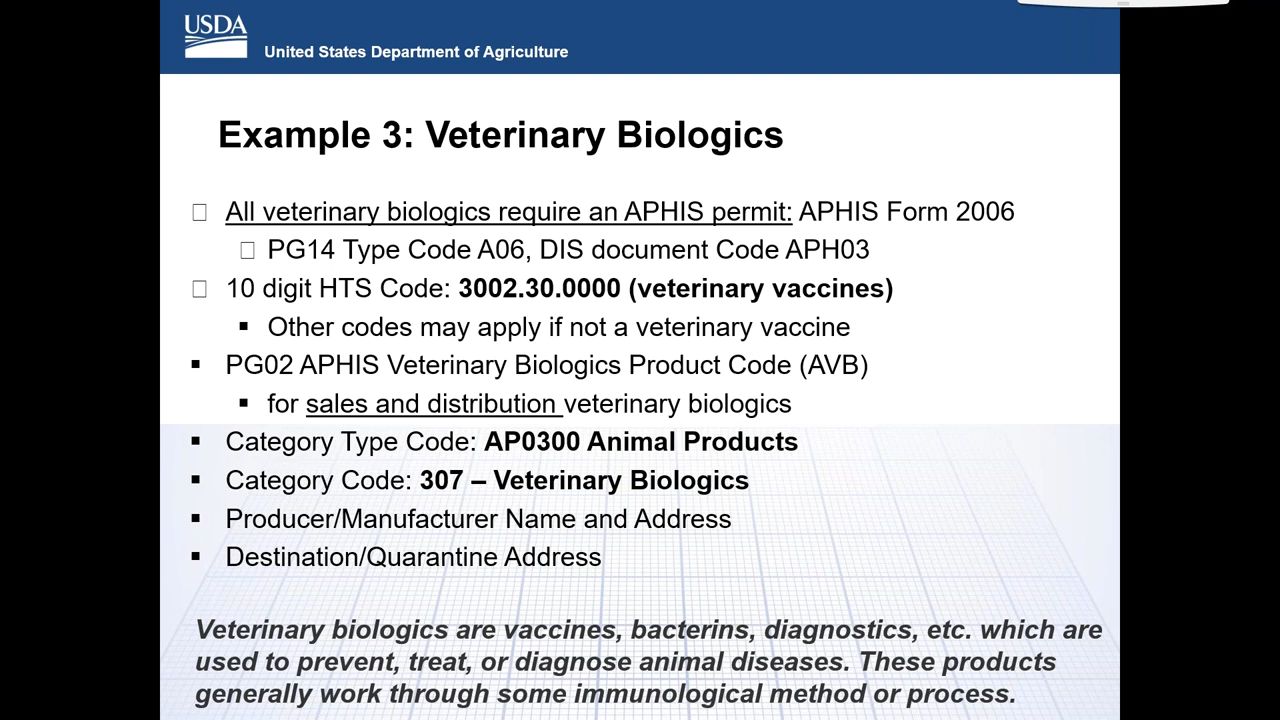 USDA
United States Department of Agriculture
Example 3: Veterinary Biologics
All veterinary biologics require an APHIS permit: APHIS Form 2006
PG14 Type Code A06, DIS document Code APH03
10 digit HTS Code: 3002.30.0000 (veterinary vaccines)
Other codes may apply if not a veterinary vaccine
PG02 APHIS Veterinary Biologics Product Code (AVB)
for sales and distribution veterinary biologics
Category Type Code: AP0300 Animal Products
Category Code: 307 – Veterinary Biologics
Producer/Manufacturer Name and Address
Destination/Quarantine Address
Veterinary biologics are vaccines, bacterins, diagnostics, etc. which are
used to prevent, treat, or diagnose animal diseases. These products
generally work through some immunological method or process.